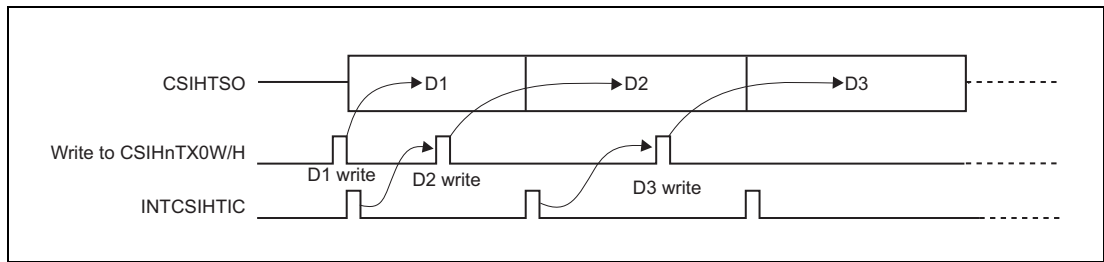 CSIHTSO
D1
D2
D3
Write to CSIHnTX0W/H
D1 write
D2 write
D3 write
INTCSIHTIC